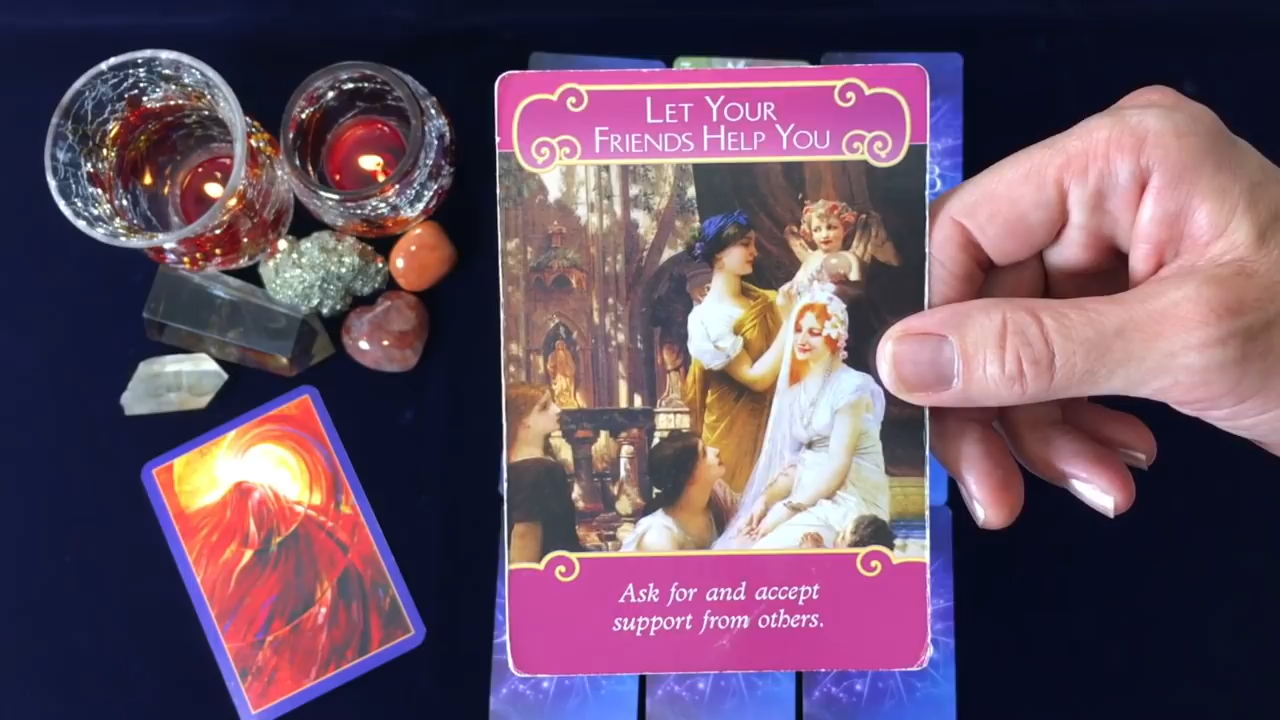 Let Your
Friends Help You
Ask for and accept
support from others.